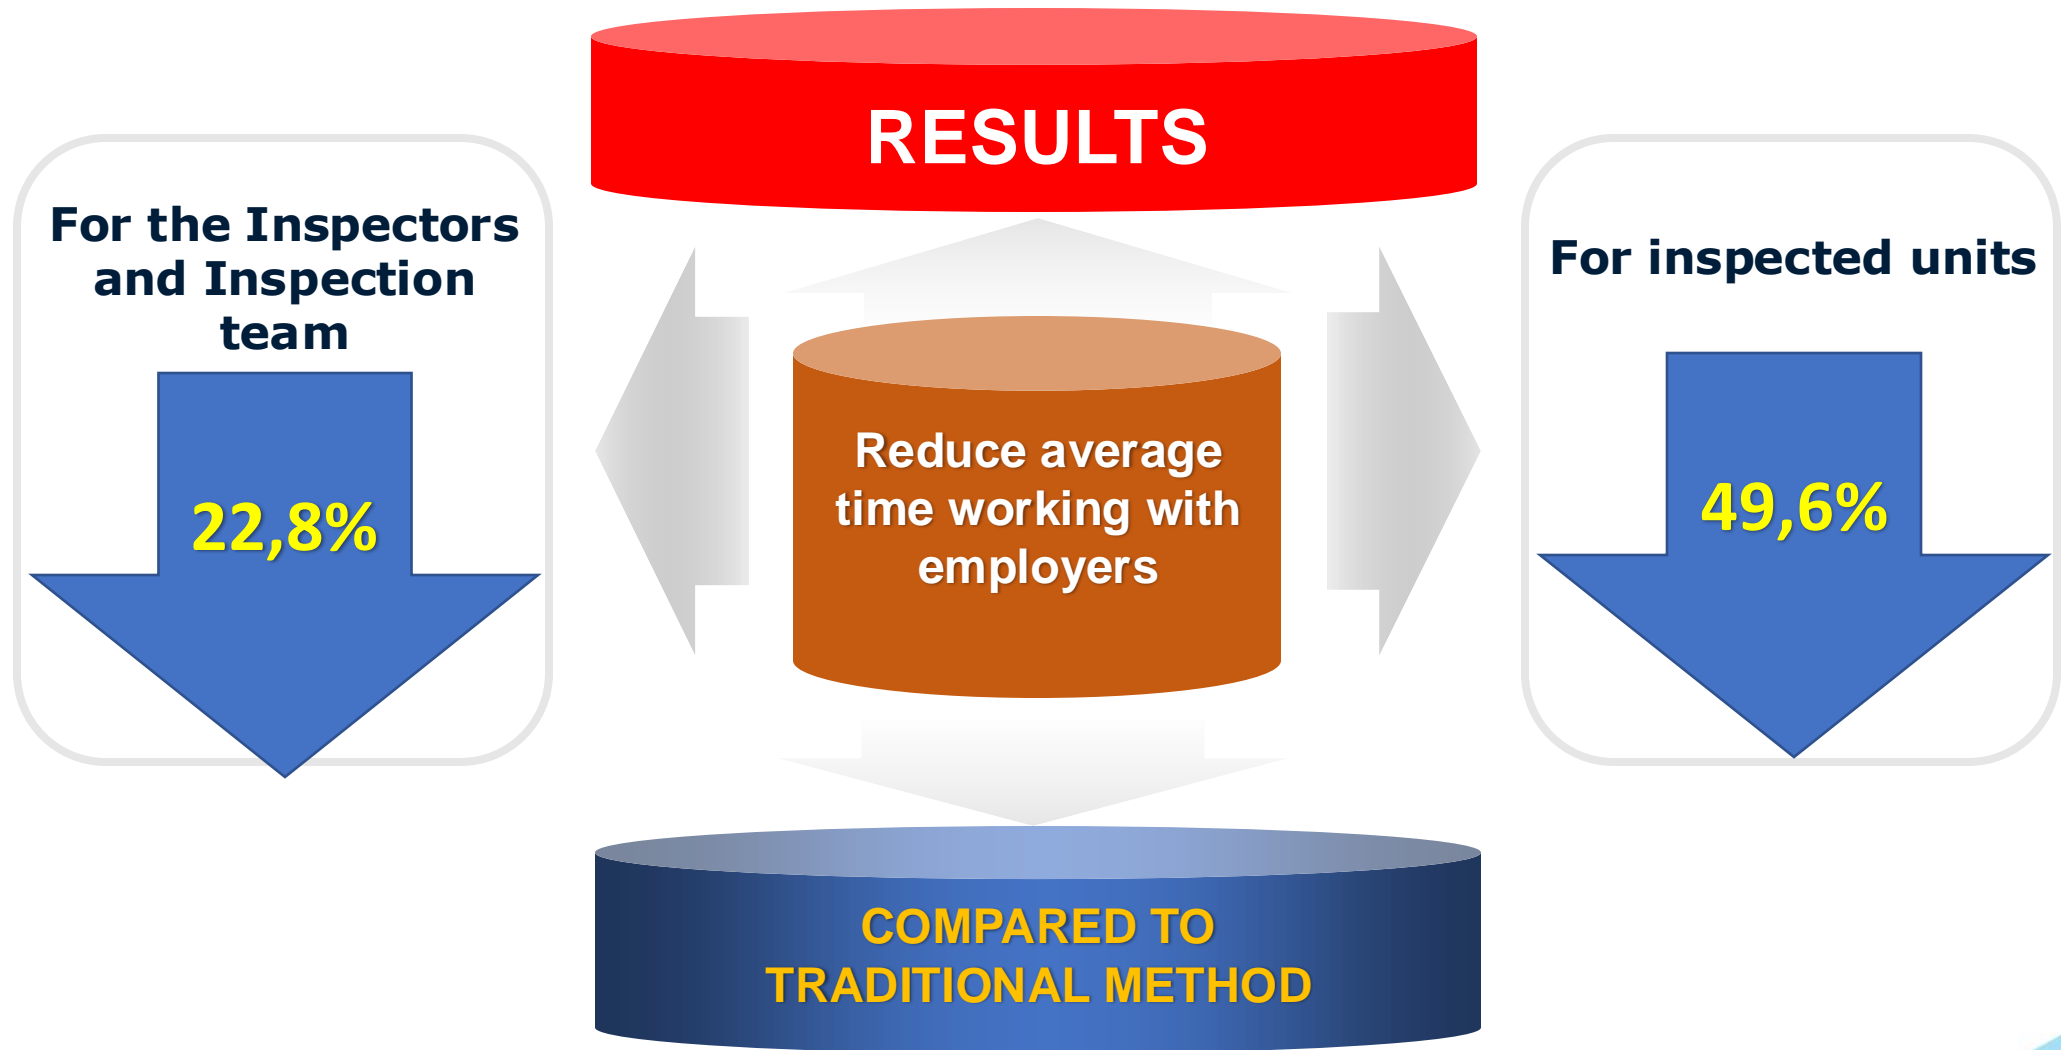 RESULTS
For the Inspectors
and Inspection
team
22,8%
Reduce average
time working with
employers
For inspected units
49,6%
COMPARED TO
TRADITIONAL METHOD